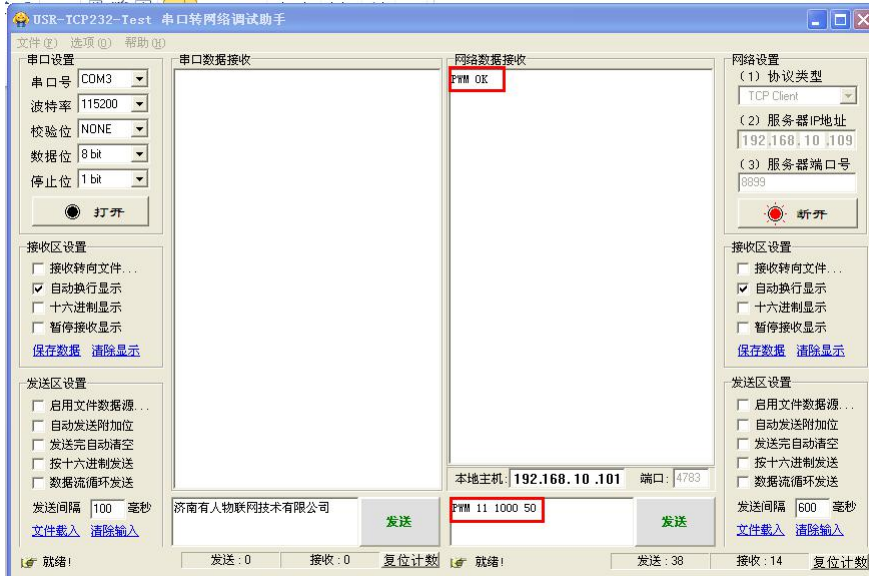 USR-TCP232-Test 串口转网络调试助手
文件(F) 选项(O) 帮助(H)
串口设置
串口号 COM3
波特率 115200
校验位 NONE
数据位 8 bit
停止位 1 bit
打开
接收区设置
接收转向文件...
自动换行显示
十六进制显示
暂停接收显示
保存数据 清除显示
发送区设置
启用文件数据源...
自动发送附加位
发送完自动清空
按十六进制发送
数据流循环发送
发送间隔 100 毫秒
文件载入 清除输入
就绪!
串口数据接收
济南有人物联网技术有限公司
发送
发送:0 接收:0 复位计数
网络数据接收
PWM OK
本地主机: 192.168.10.101 端口: 4783
PWM 11 1000 50
发送
就绪! 发送:38 接收:14 复位计数
网络设置
(1) 协议类型
TCP Client
(2) 服务器IP地址
192.168.10.109
(3) 服务器端口号
8899
断开
接收区设置
接收转向文件...
自动换行显示
十六进制显示
暂停接收显示
保存数据 清除显示
发送区设置
启用文件数据源...
自动发送附加位
发送完自动清空
按十六进制发送
数据流循环发送
发送间隔 600 毫秒
文件载入 清除输入